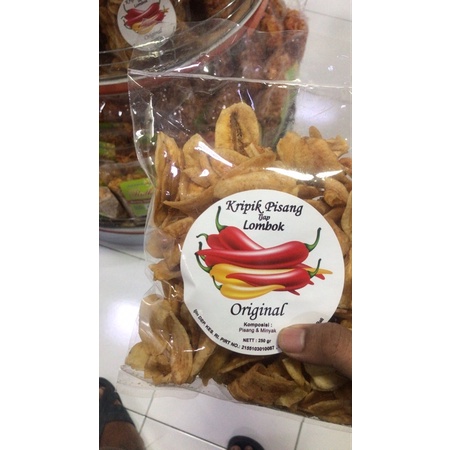 Kripik Pisang
Cap
Lombok
Original
Komposisi :
Pisang & Minyak
NETT : 250 gr